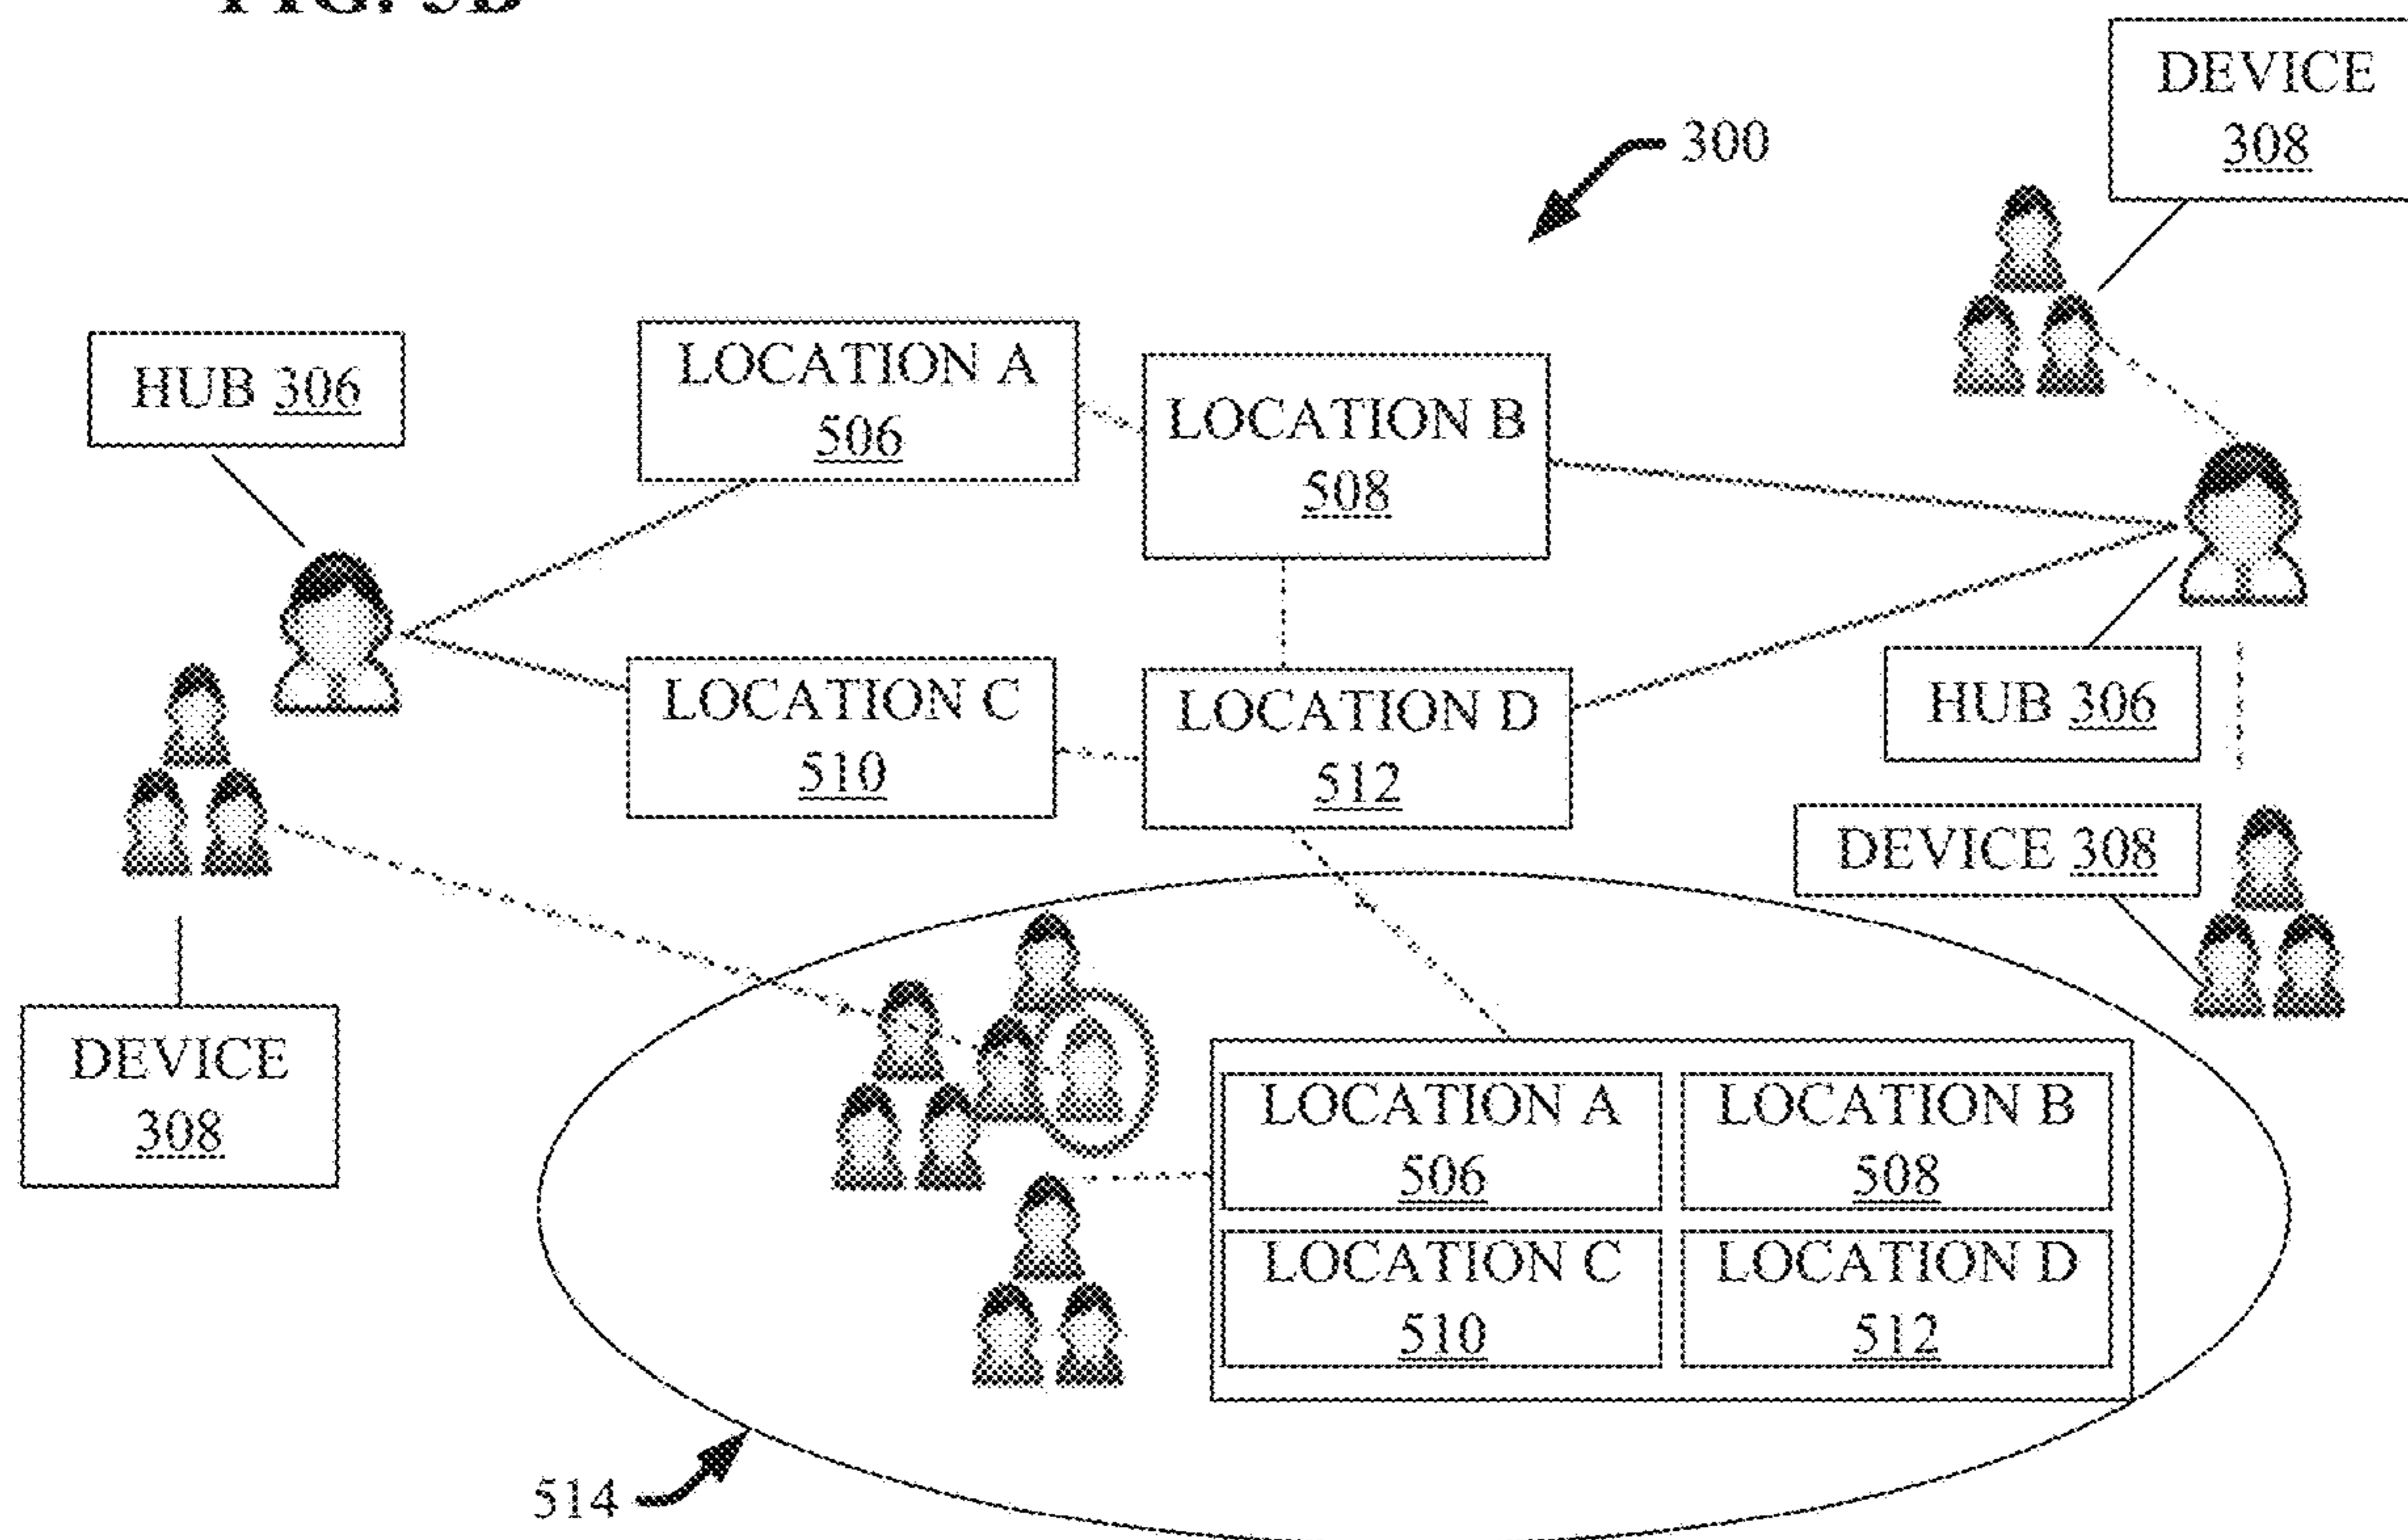 DEVICE
308
300
HUB 306
LOCATION A
506
LOCATION B
508
LOCATION C
510
LOCATION D
512
HUB 306
DEVICE 308
DEVICE
308
LOCATION A
506
LOCATION B
508
LOCATION C
510
LOCATION D
512
514